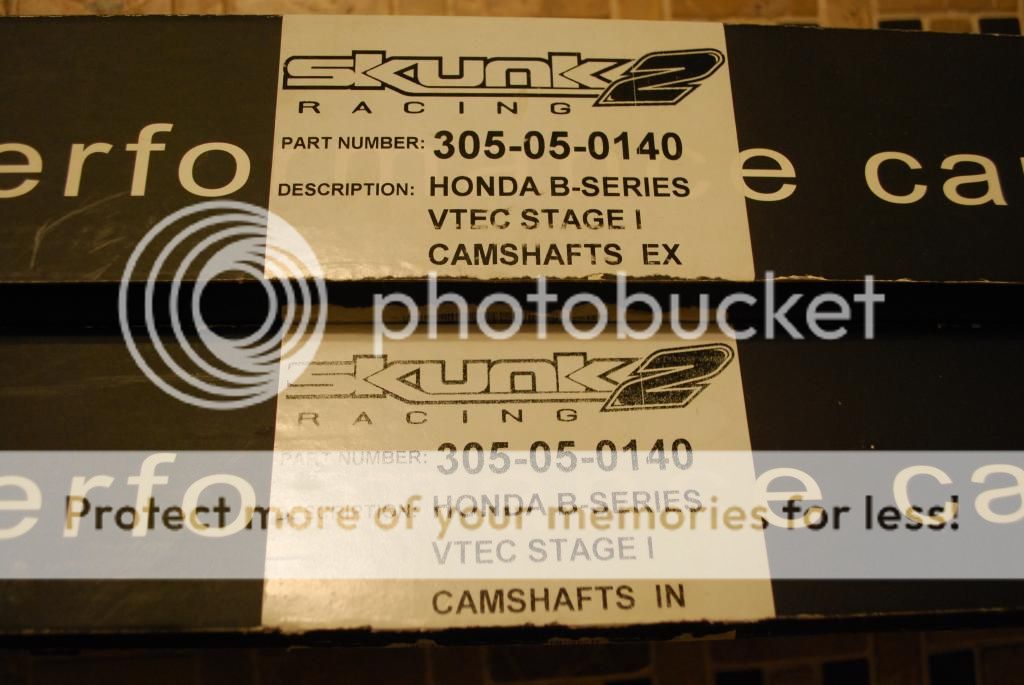 skunk2
RACING
PART NUMBER: 305-05-0140
DESCRIPTION: HONDA B-SERIES
VTEC STAGE I
CAMSHAFTS EX
erformance ca
photobucket
skunk2
RACING
PART NUMBER: 305-05-0140
DESCRIPTION: HONDA B-SERIES
VTEC STAGE I
CAMSHAFTS IN
erfo ce ca
Protect more of your memories for less!